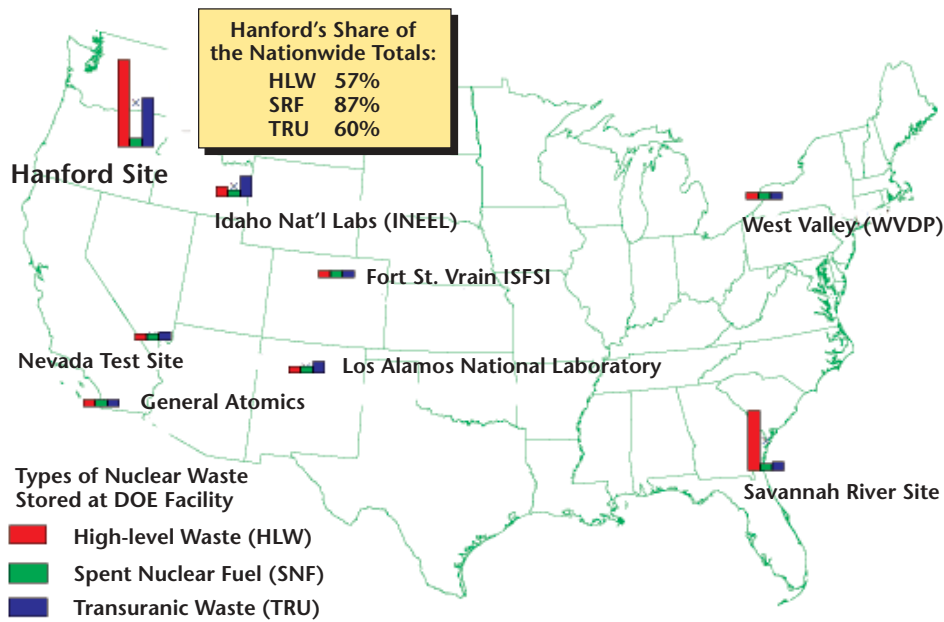 Hanford's Share of
the Nationwide Totals:
HLW 57%
SRF 87%
TRU 60%
Hanford Site
Idaho Nat'l Labs (INEEL)
West Valley (WVDP)
Fort St. Vrain ISFSI
Nevada Test Site
Los Alamos National Laboratory
General Atomics
Savannah River Site
Types of Nuclear Waste
Stored at DOE Facility
High-level Waste (HLW)
Spent Nuclear Fuel (SNF)
Transuranic Waste (TRU)